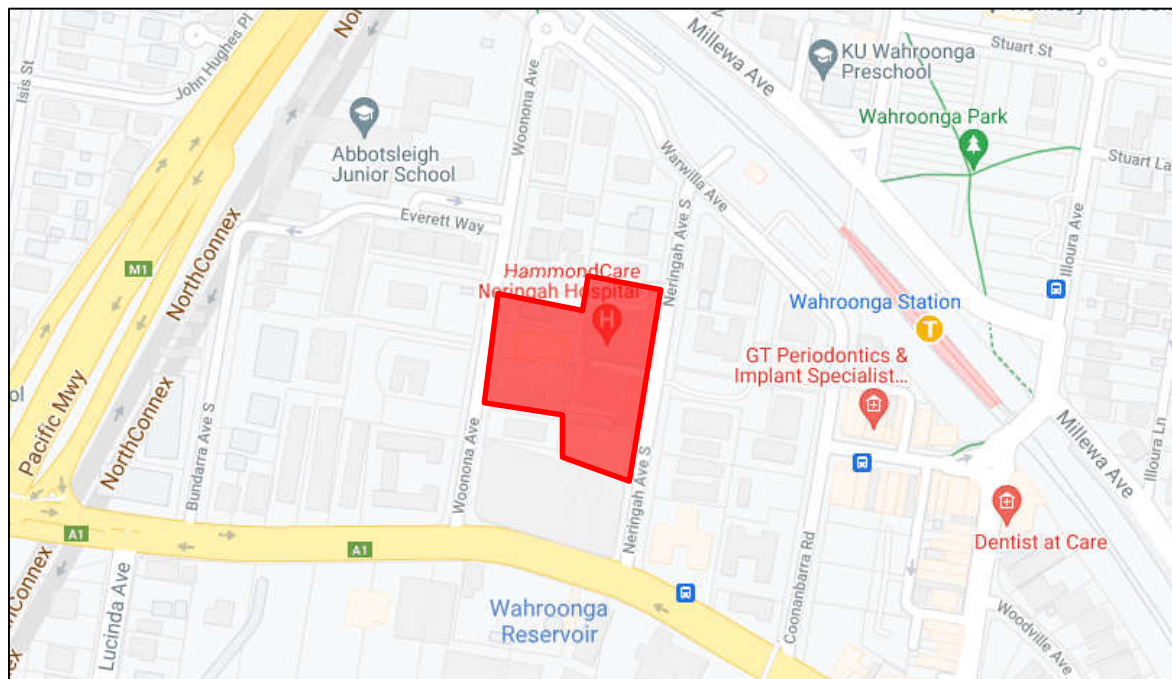 Isis St
John Hughes Pl
Millewa Ave
Stuart St
KU Wahroonga
Preschool
Woonona Ave
Abbotsleigh
Junior School
Wahroonga Park
Stuart La
Warwilla Ave
Everett Way
Neringah Ave S
Illoura Ave
M1
NorthConnex
HammondCare
Neringah Hospital
H
Wahroonga Station
T
GT Periodontics &
Implant Specialist...
Pacific Mwy
NorthConnex
Bundarra Ave S
Woonona Ave
Neringah Ave S
Millewa Ave
Illoura Ln
A1
A1
Dentist at Care
Lucinda Ave
Wahroonga
Reservoir
Coonanbarra Rd
Woodville Ave